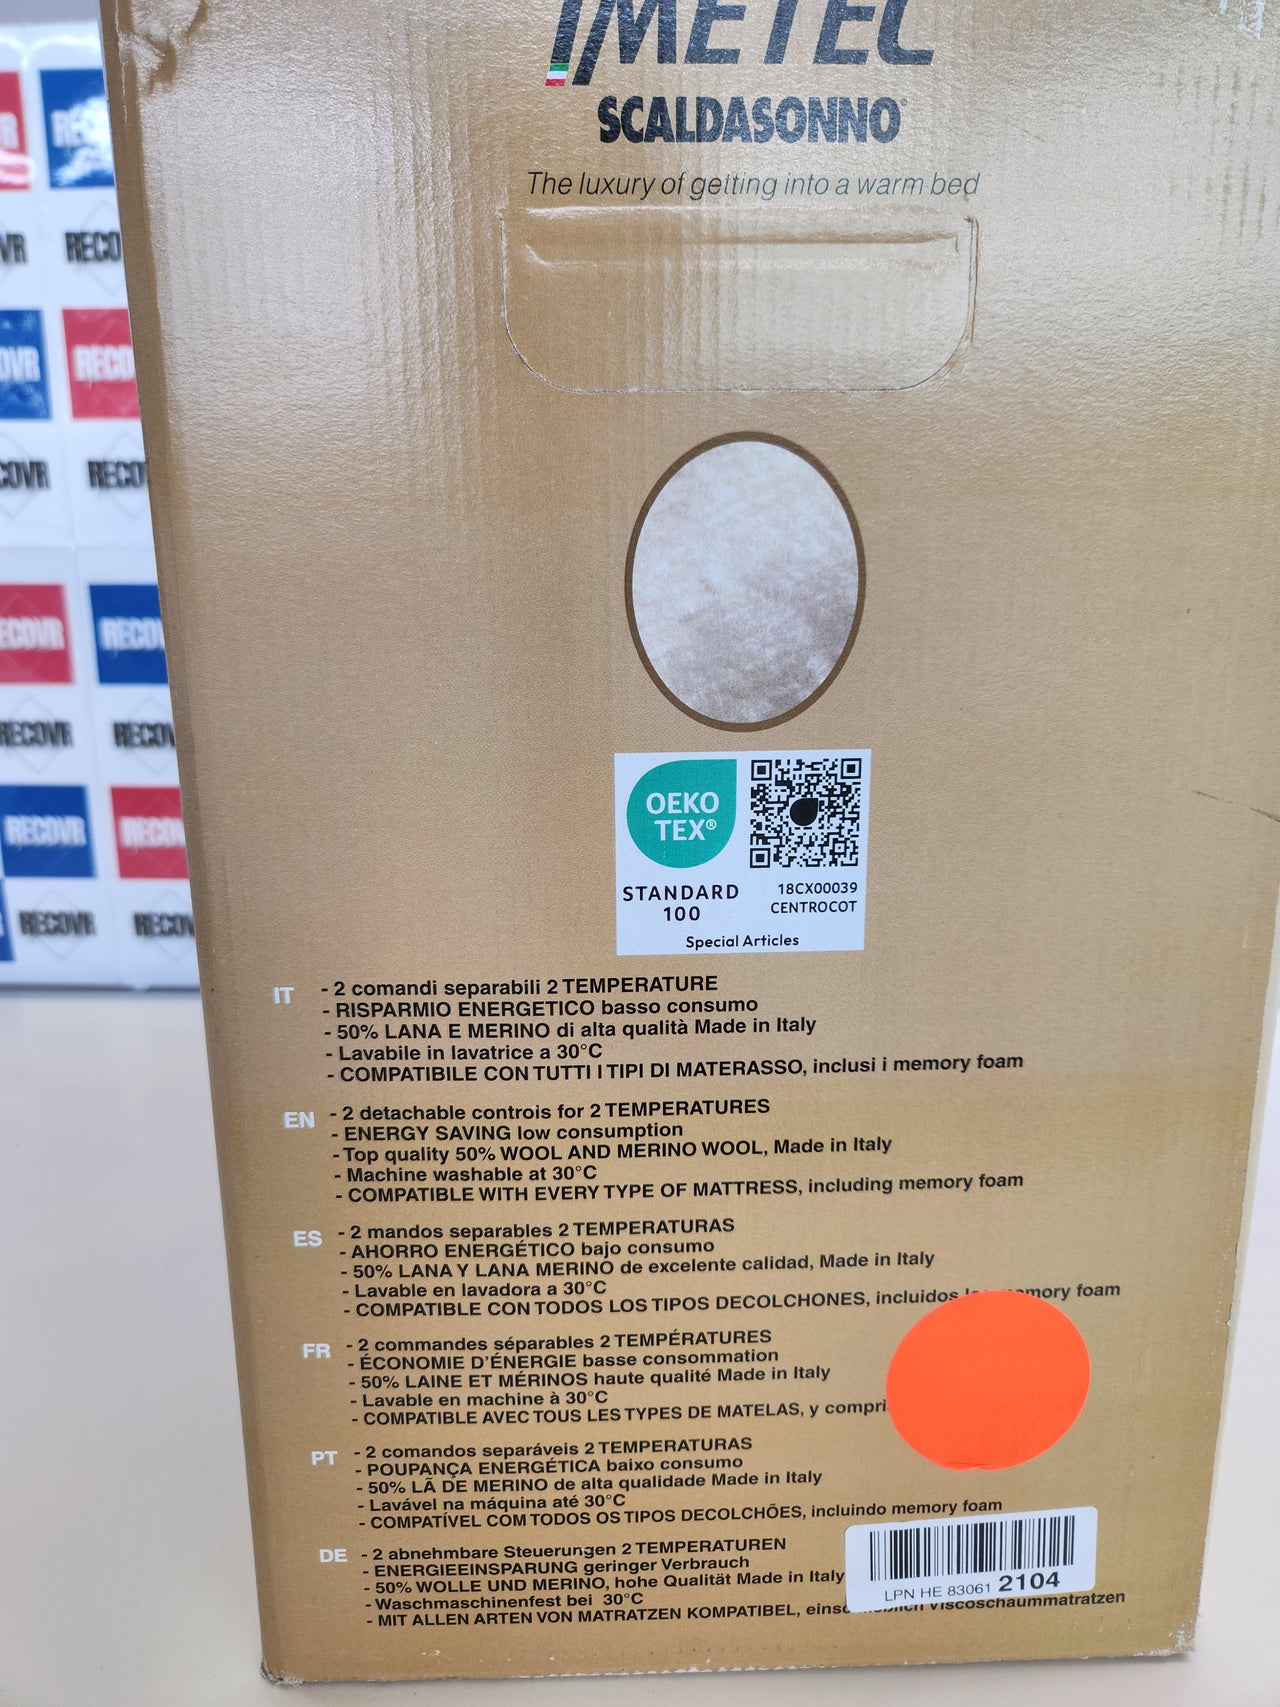 IMETEC
SCALDASONNO®
The luxury of getting into a warm bed
OEKO
TEX®
STANDARD
100
18CX00039
CENTROCOT
Special Articles
IT
- 2 comandi separabili 2 TEMPERATURE
- RISPARMIO ENERGETICO basso consumo
- 50% LANA E MERINO di alta qualità Made in Italy
- Lavabile in lavatrice a 30°C
- COMPATIBILE CON TUTTI I TIPI DI MATERASSO, inclusi i memory foam
EN
- 2 detachable controis for 2 TEMPERATURES
- ENERGY SAVING low consumption
- Top quality 50% WOOL AND MERINO WOOL, Made in Italy
- Machine washable at 30°C
- COMPATIBLE WITH EVERY TYPE OF MATTRESS, including memory foam
ES
- 2 mandos separables 2 TEMPERATURAS
- AHORRO ENERGÉTICO bajo consumo
- 50% LANA Y LANA MERINO de excelente calidad, Made in Italy
- Lavable en lavadora a 30°C
- COMPATIBLE CON TODOS LOS TIPOS DECOLCHONES, incluidos memory foam
FR
- 2 commandes séparables 2 TEMPÉRATURES
- ÉCONOMIE D'ÉNERGIE basse consommation
- 50% LAINE ET MÉRINOS haute qualité Made in Italy
- Lavable en machine à 30°C
- COMPATIBLE AVEC TOUS LES TYPES DE MATELAS, y
PT
- 2 comandos separáveis 2 TEMPERATURAS
- POUPANÇA ENERGÉTICA baixo consumo
- 50% LÃ DE MERINO de alta qualidade Made in Italy
- Lavável na máquina até 30°C
- COMPATÍVEL COM TODOS OS TIPOS DECOLCHÕES, incluindo memory foam
DE
- 2 abnehmbare Steuerungen 2 TEMPERATUREN
- ENERGIEEINSPARUNG geringer Verbrauch
- 50% WOLLE UND MERINO, hohe Qualität Made in Italy
- Waschmaschinenfest bei 30°C
- MIT ALLEN ARTEN VON MATRATZEN KOMPATIBEL, Viscoschaummatratzen
LPN HE 83061 2104
RECOVR
RECOVR
RECOVR
RECOVR